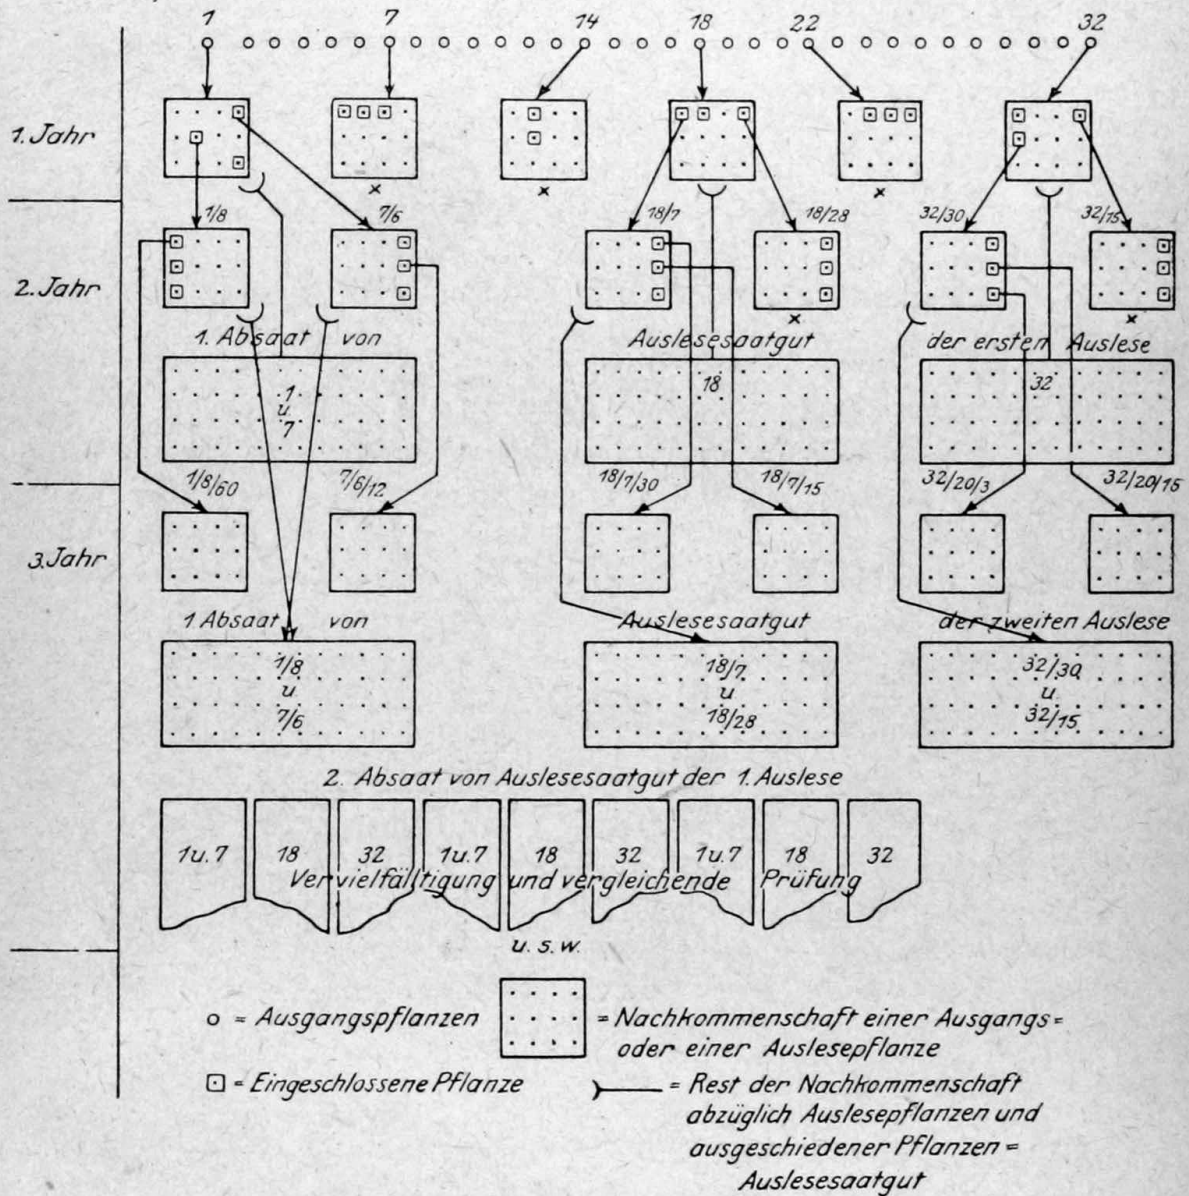 1 7 14 18 22 32
1. Jahr
1/8 7/6 18/7 18/28 32/30 32/15
2. Jahr
1. Absaat von Auslesesaatgut der ersten Auslese
1 u. 7 18 32
1/8/60 7/6/12 18/7/30 18/7/15 32/20/3 32/20/15
3. Jahr
1 Absaat von Auslesesaatgut der zweiten Auslese
1/8 u 7/6 18/7 u 18/28 32/30 u 32/15
2. Absaat von Auslesesaatgut der 1. Auslese
1 u. 7 18 32 1 u. 7 18 32 1 u. 7 18 32
Vervielfälltigung und vergleichende Prüfung
u. s. w.
o = Ausgangspflanzen
= Nachkommenschaft einer Ausgangs=
oder einer Auslesepflanze
= Eingeschlossene Pflanze
= Rest der Nachkommenschaft
abzüglich Auslesepflanzen und
ausgeschiedener Pflanzen =
Auslesesaatgut